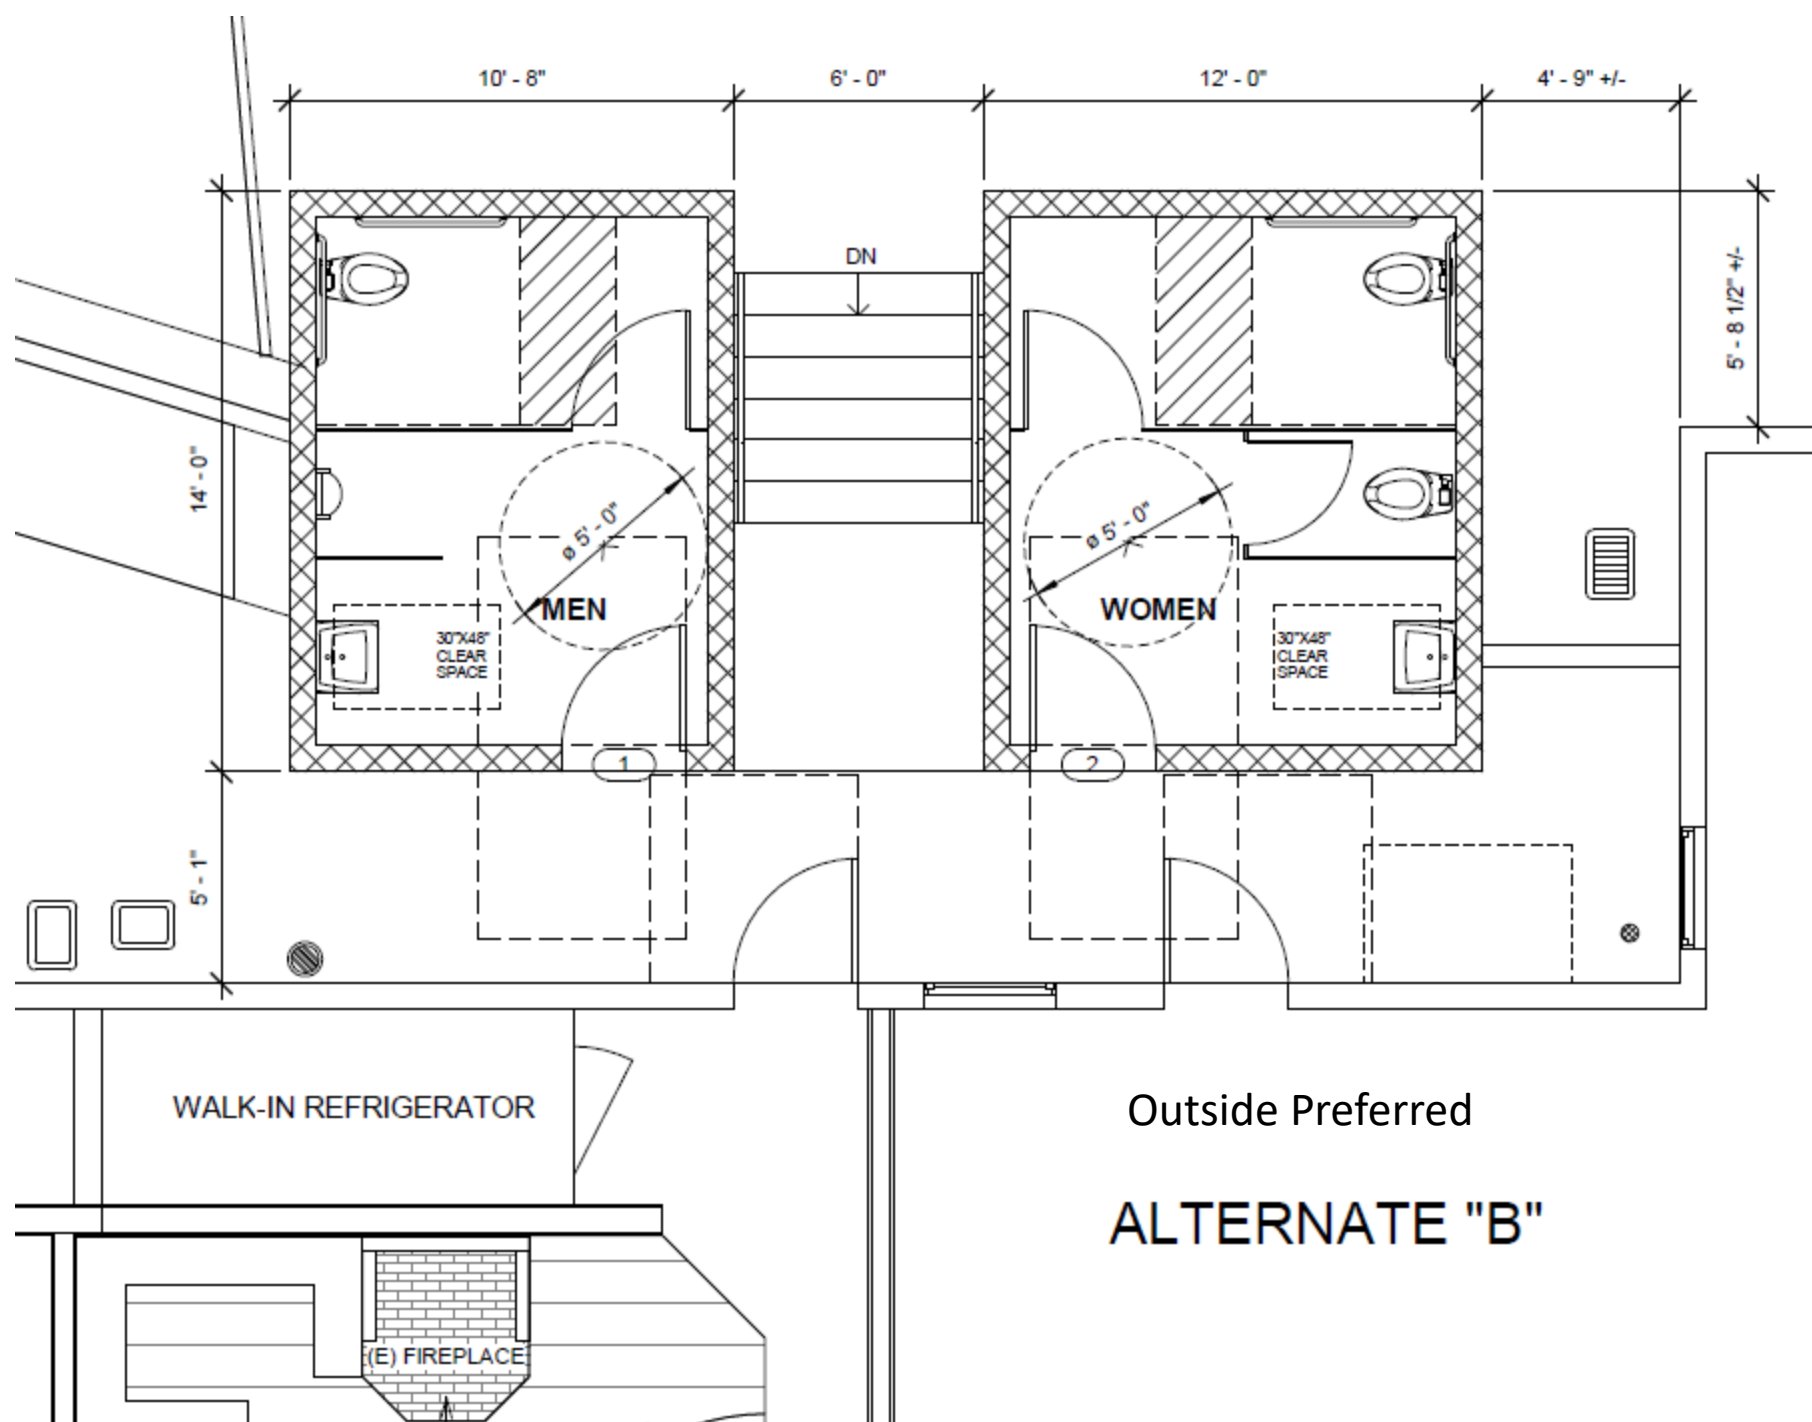 10' - 8"
6' - 0"
12' - 0"
4' - 9" +/-
DN
5' - 8 1/2" +/-
14' - 0"
ø 5' - 0"
ø 5' - 0"
MEN
WOMEN
30"X48"
CLEAR
SPACE
30"X48"
CLEAR
SPACE
1
2
5' - 1"
WALK-IN REFRIGERATOR
Outside Preferred
ALTERNATE "B"
(E) FIREPLACE